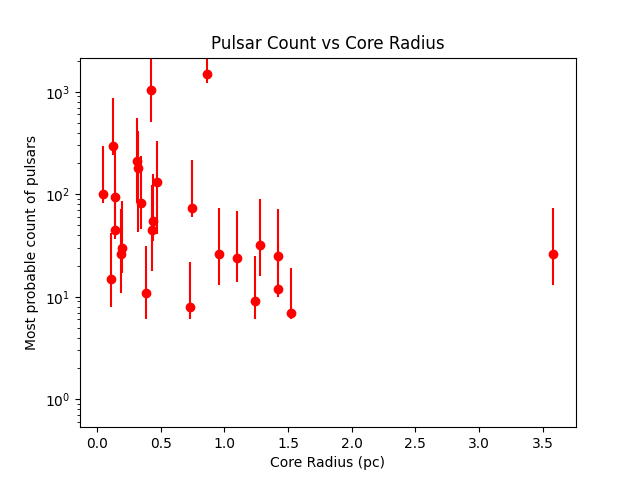 Pulsar Count vs Core Radius
Most probable count of pulsars
10³
10²
10¹
10⁰
0.0 0.5 1.0 1.5 2.0 2.5 3.0 3.5
Core Radius (pc)